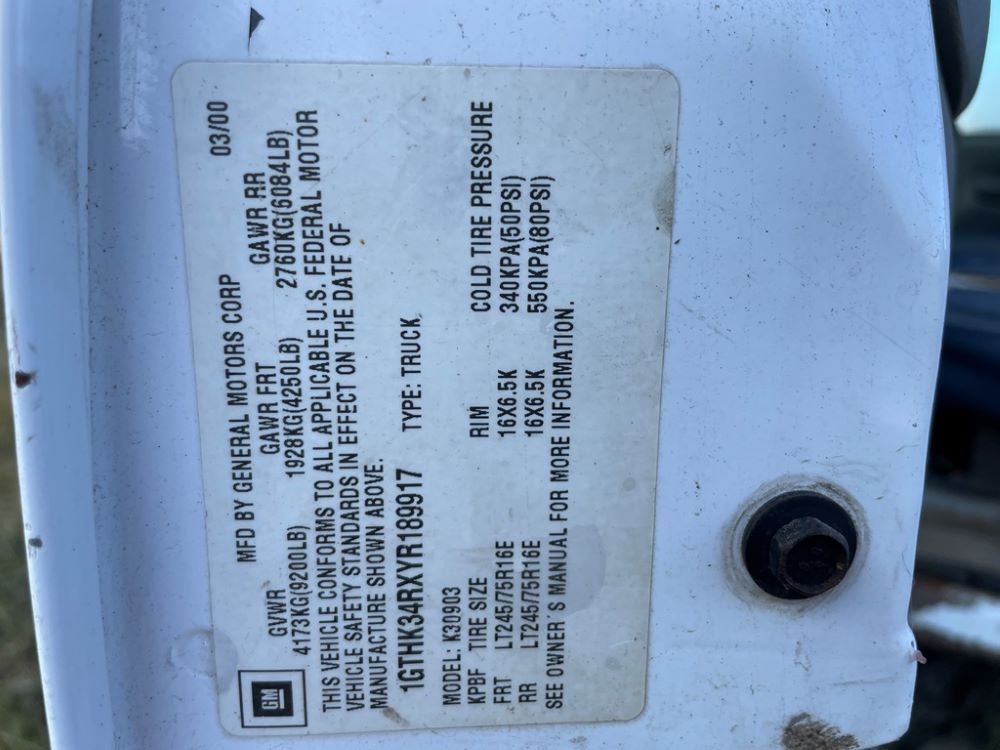 MFD BY GENERAL MOTORS CORP 03/00
GVWR GAWR FRT GAWR RR
4173KG(9200LB) 1928KG(4250LB) 2760KG(6084LB)
THIS VEHICLE CONFORMS TO ALL APPLICABLE U.S. FEDERAL MOTOR
VEHICLE SAFETY STANDARDS IN EFFECT ON THE DATE OF
MANUFACTURE SHOWN ABOVE.
1GTHK34RXYR189917 TYPE: TRUCK
MODEL: K30903
KPBF TIRE SIZE RIM COLD TIRE PRESSURE
FRT LT245/75R16E 16X6.5K 340KPA(50PSI)
RR LT245/75R16E 16X6.5K 550KPA(80PSI)
SEE OWNER'S MANUAL FOR MORE INFORMATION.
GM